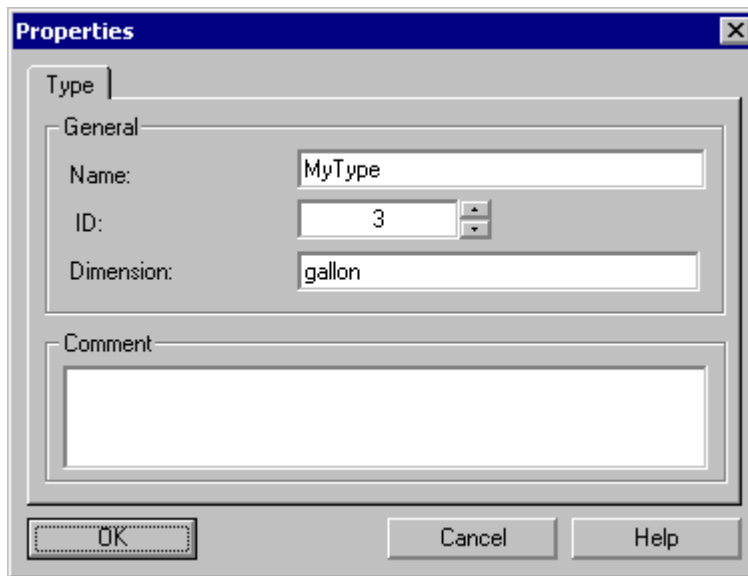 Properties
Type
General
Name: MyType
ID: 3
Dimension: gallon
Comment
OK Cancel Help